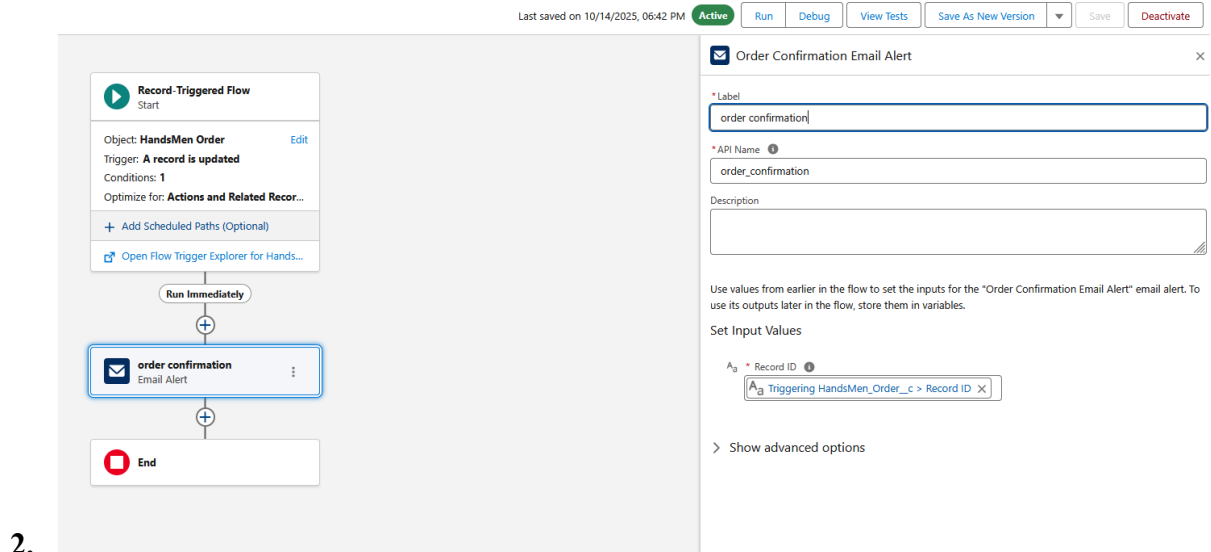 Last saved on 10/14/2025, 06:42 PM Active Run Debug View Tests Save As New Version Save Deactivate
Record-Triggered Flow
Start
Object: HandsMen Order Edit
Trigger: A record is updated
Conditions: 1
Optimize for: Actions and Related Recor...
+ Add Scheduled Paths (Optional)
Open Flow Trigger Explorer for Hands...
Run Immediately
order confirmation
Email Alert
End
Order Confirmation Email Alert
* Label
order confirmation
* API Name
order_confirmation
Description
Use values from earlier in the flow to set the inputs for the "Order Confirmation Email Alert" email alert. To
use its outputs later in the flow, store them in variables.
Set Input Values
Aa * Record ID
Aa Triggering HandsMen_Order__c > Record ID
Show advanced options
2.